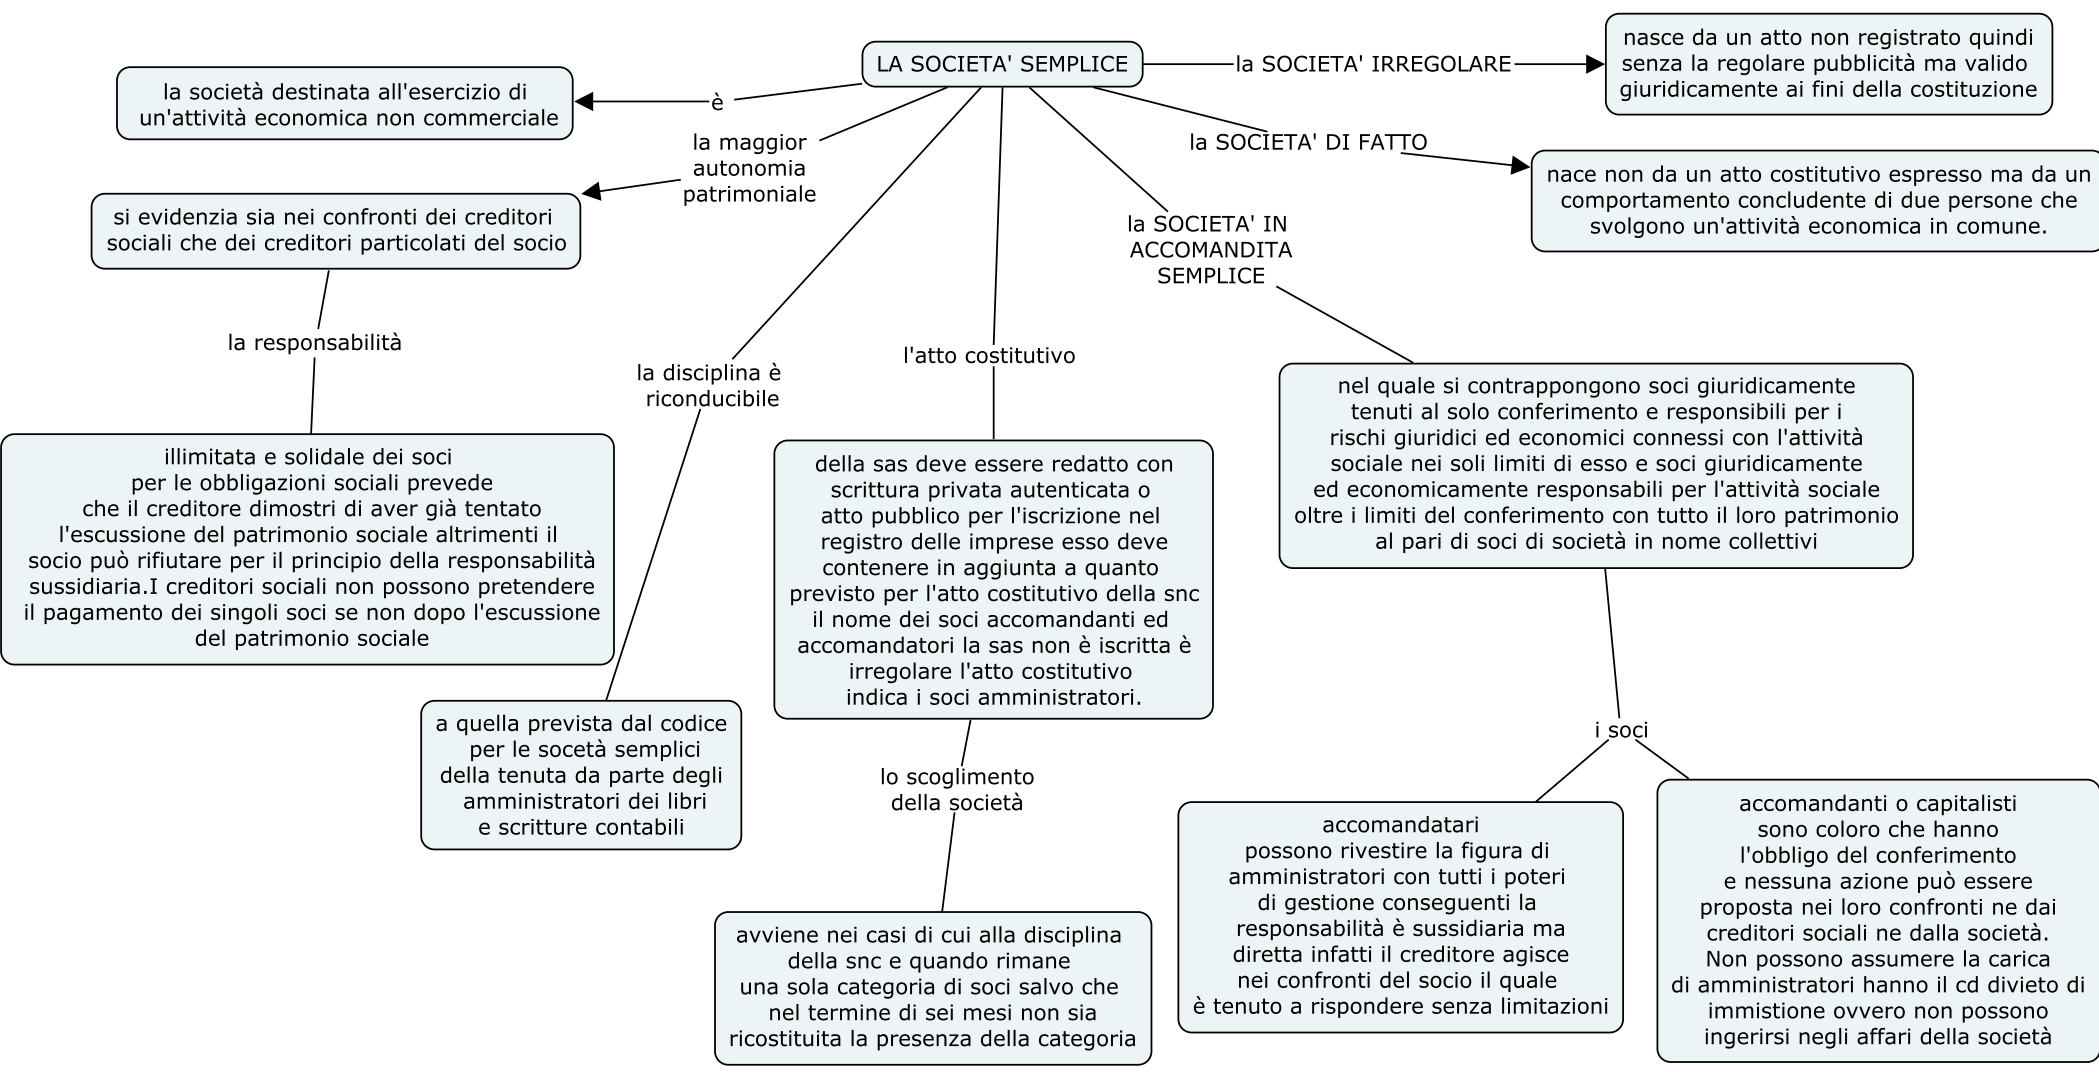 LA SOCIETA' SEMPLICE
la SOCIETA' IRREGOLARE
nasce da un atto non registrato quindi
senza la regolare pubblicità ma valido
giuridicamente ai fini della costituzione
è
la società destinata all'esercizio di
un'attività economica non commerciale
la maggior
autonomia
patrimoniale
si evidenzia sia nei confronti dei creditori
sociali che dei creditori particolati del socio
la SOCIETA' DI FATTO
nace non da un atto costitutivo espresso ma da un
comportamento concludente di due persone che
svolgono un'attività economica in comune.
la SOCIETA' IN
ACCOMANDITA
SEMPLICE
la responsabilità
illimitata e solidale dei soci
per le obbligazioni sociali prevede
che il creditore dimostri di aver già tentato
l'escussione del patrimonio sociale altrimenti il
socio può rifiutare per il principio della responsabilità
sussidiaria.I creditori sociali non possono pretendere
il pagamento dei singoli soci se non dopo l'escussione
del patrimonio sociale
la disciplina è
riconducibile
a quella prevista dal codice
per le socetà semplici
della tenuta da parte degli
amministratori dei libri
e scritture contabili
l'atto costitutivo
della sas deve essere redatto con
scrittura privata autenticata o
atto pubblico per l'iscrizione nel
registro delle imprese esso deve
contenere in aggiunta a quanto
previsto per l'atto costitutivo della snc
il nome dei soci accomandanti ed
accomandatori la sas non è iscritta è
irregolare l'atto costitutivo
indica i soci amministratori.
lo scoglimento
della società
avviene nei casi di cui alla disciplina
della snc e quando rimane
una sola categoria di soci salvo che
nel termine di sei mesi non sia
ricostituita la presenza della categoria
nel quale si contrappongono soci giuridicamente
tenuti al solo conferimento e responsibili per i
rischi giuridici ed economici connessi con l'attività
sociale nei soli limiti di esso e soci giuridicamente
ed economicamente responsabili per l'attività sociale
oltre i limiti del conferimento con tutto il loro patrimonio
al pari di soci di società in nome collettivi
i soci
accomandatari
possono rivestire la figura di
amministratori con tutti i poteri
di gestione conseguenti la
responsabilità è sussidiaria ma
diretta infatti il creditore agisce
nei confronti del socio il quale
è tenuto a rispondere senza limitazioni
accomandanti o capitalisti
sono coloro che hanno
l'obbligo del conferimento
e nessuna azione può essere
proposta nei loro confronti ne dai
creditori sociali ne dalla società.
Non possono assumere la carica
di amministratori hanno il cd divieto di
immistione ovvero non possono
ingerirsi negli affari della società